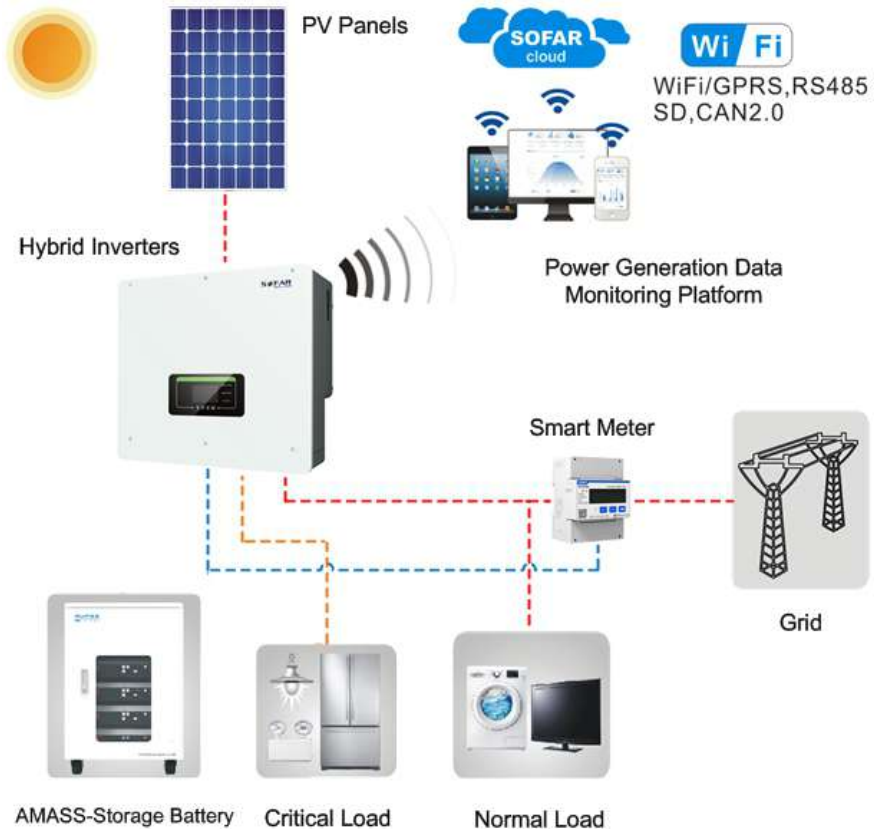 PV Panels
SOFAR
cloud
Wi Fi
WiFi/GPRS,RS485
SD,CAN2.0
Hybrid Inverters
SOFAR
Power Generation Data
Monitoring Platform
Smart Meter
Grid
AMASS-Storage Battery
Critical Load
Normal Load